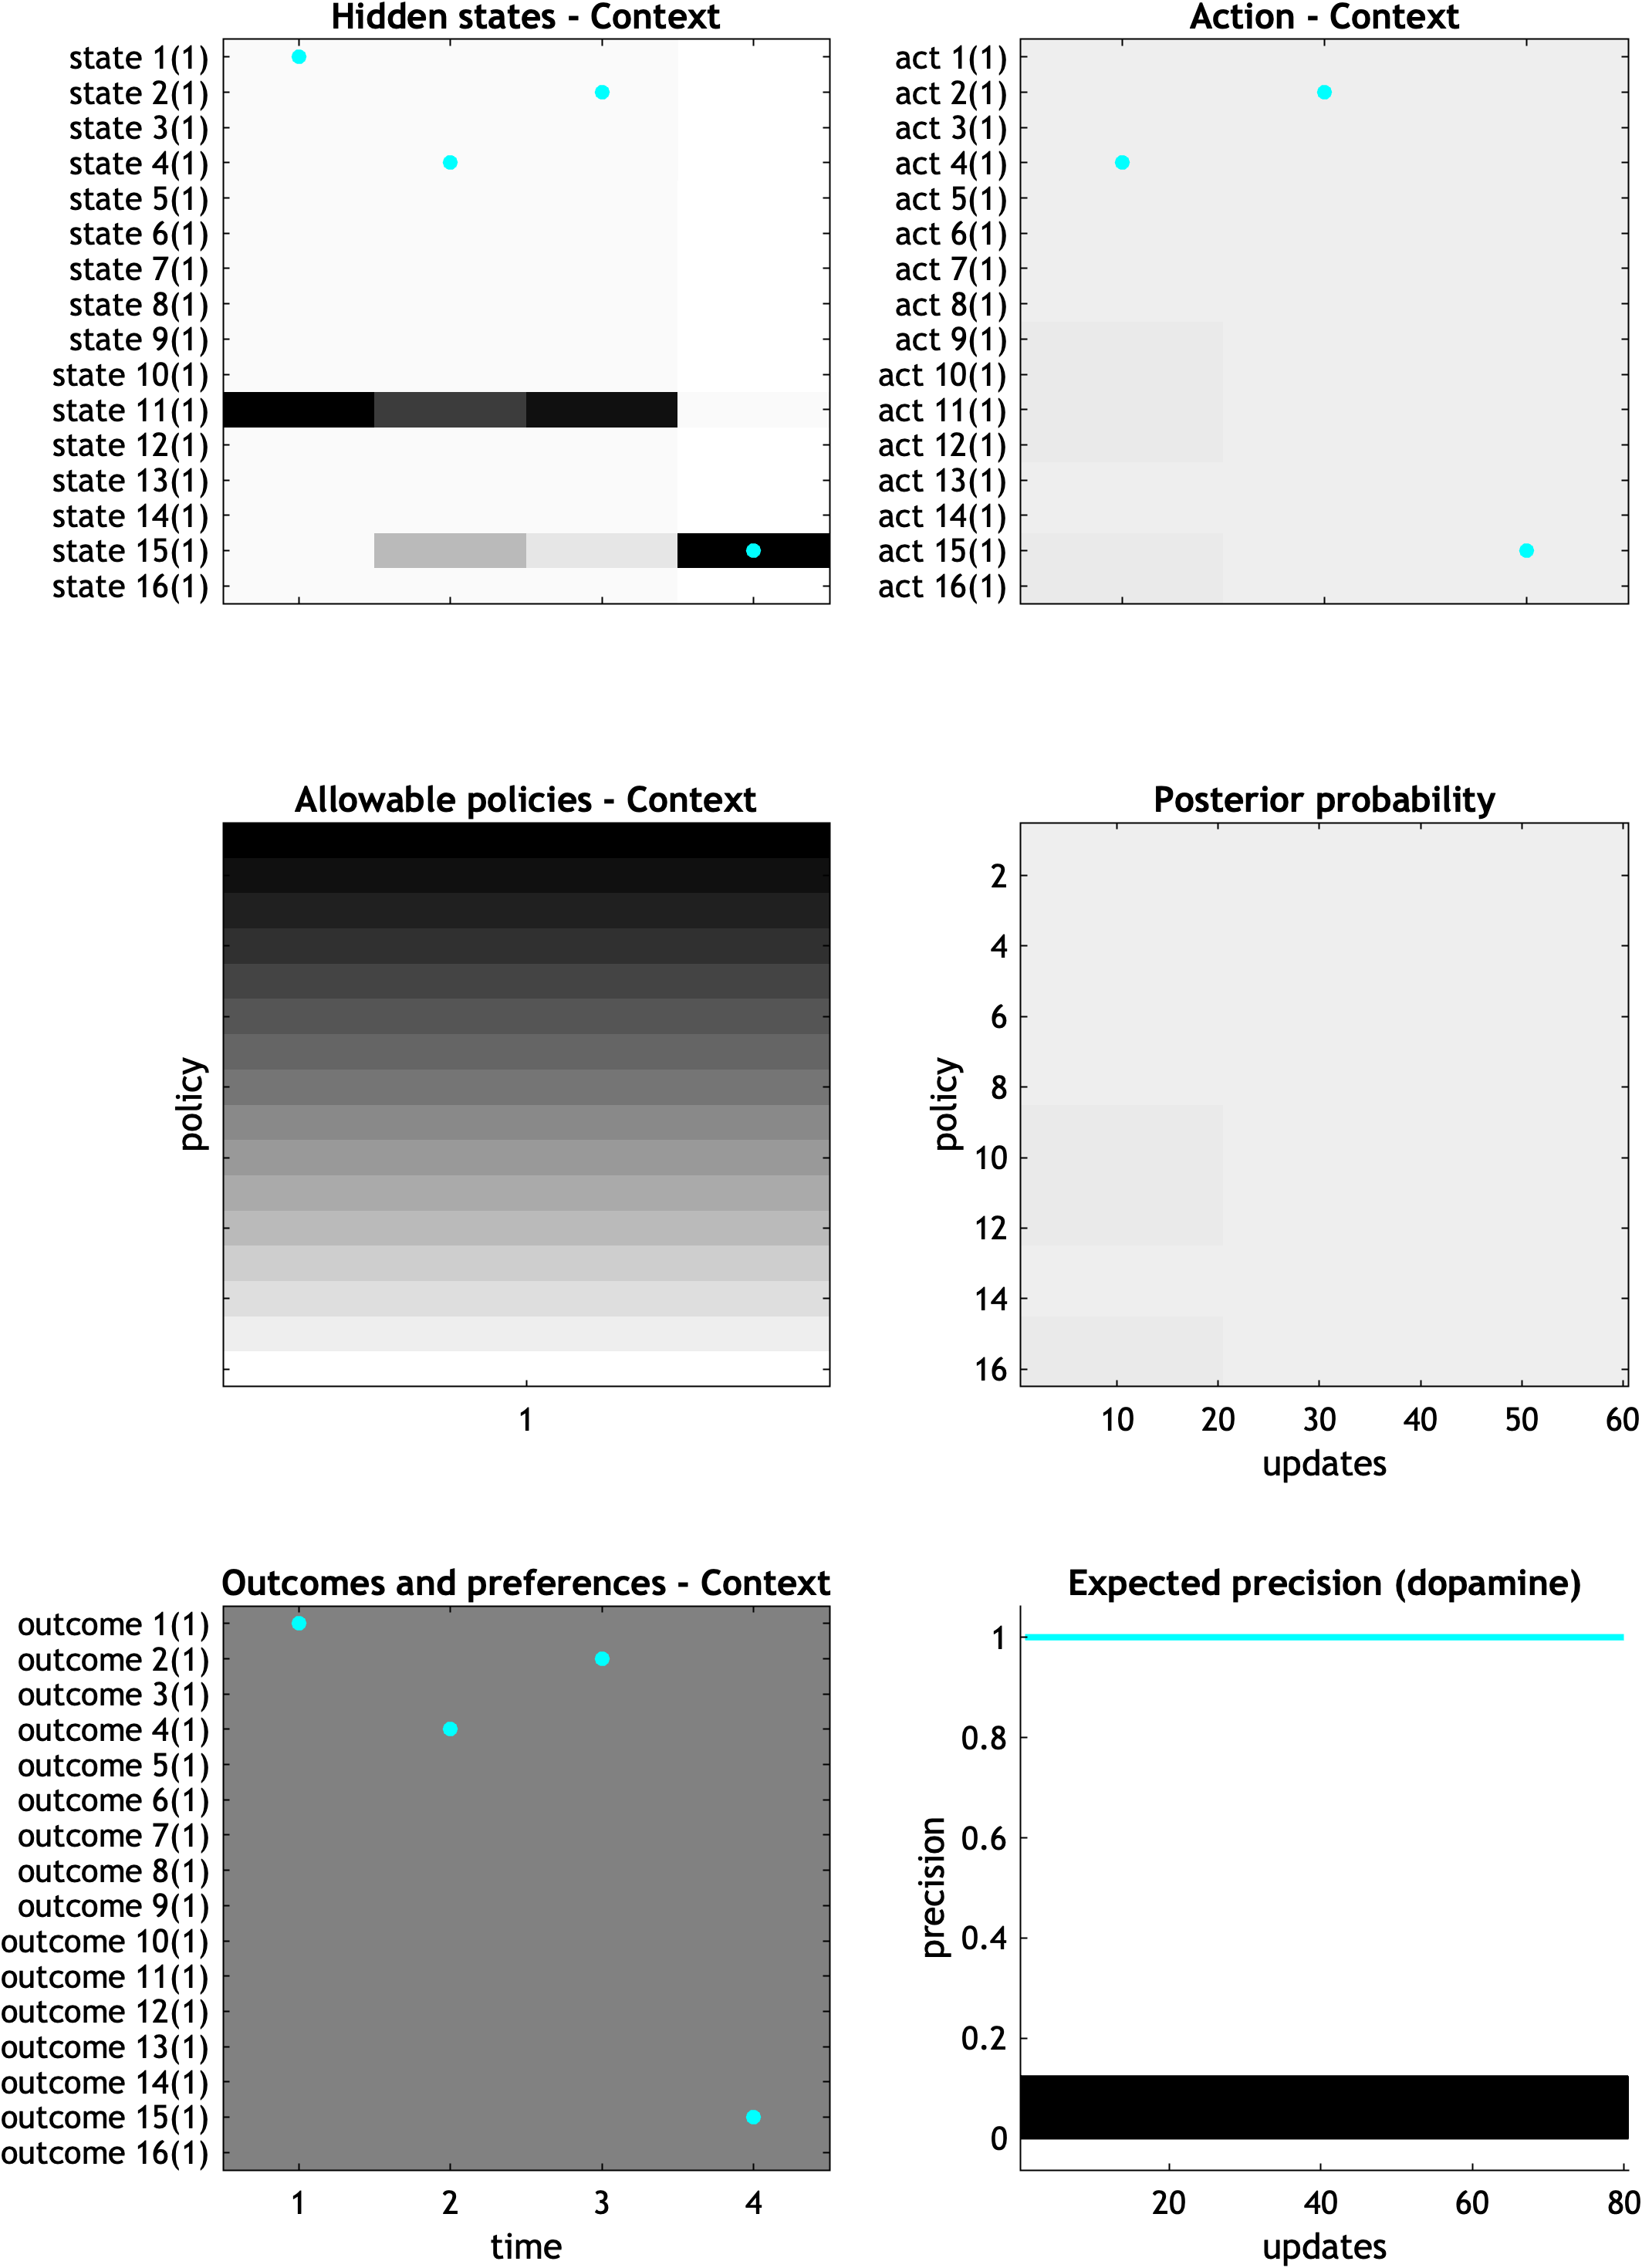 Hidden states - Context
state 1(1)
state 2(1)
state 3(1)
state 4(1)
state 5(1)
state 6(1)
state 7(1)
state 8(1)
state 9(1)
state 10(1)
state 11(1)
state 12(1)
state 13(1)
state 14(1)
state 15(1)
state 16(1)
Action - Context
act 1(1)
act 2(1)
act 3(1)
act 4(1)
act 5(1)
act 6(1)
act 7(1)
act 8(1)
act 9(1)
act 10(1)
act 11(1)
act 12(1)
act 13(1)
act 14(1)
act 15(1)
act 16(1)
Allowable policies - Context
policy
1
Posterior probability
policy
2
4
6
8
10
12
14
16
10 20 30 40 50 60
updates
Outcomes and preferences - Context
outcome 1(1)
outcome 2(1)
outcome 3(1)
outcome 4(1)
outcome 5(1)
outcome 6(1)
outcome 7(1)
outcome 8(1)
outcome 9(1)
outcome 10(1)
outcome 11(1)
outcome 12(1)
outcome 13(1)
outcome 14(1)
outcome 15(1)
outcome 16(1)
1 2 3 4
time
Expected precision (dopamine)
precision
1
0.8
0.6
0.4
0.2
0
20 40 60 80
updates